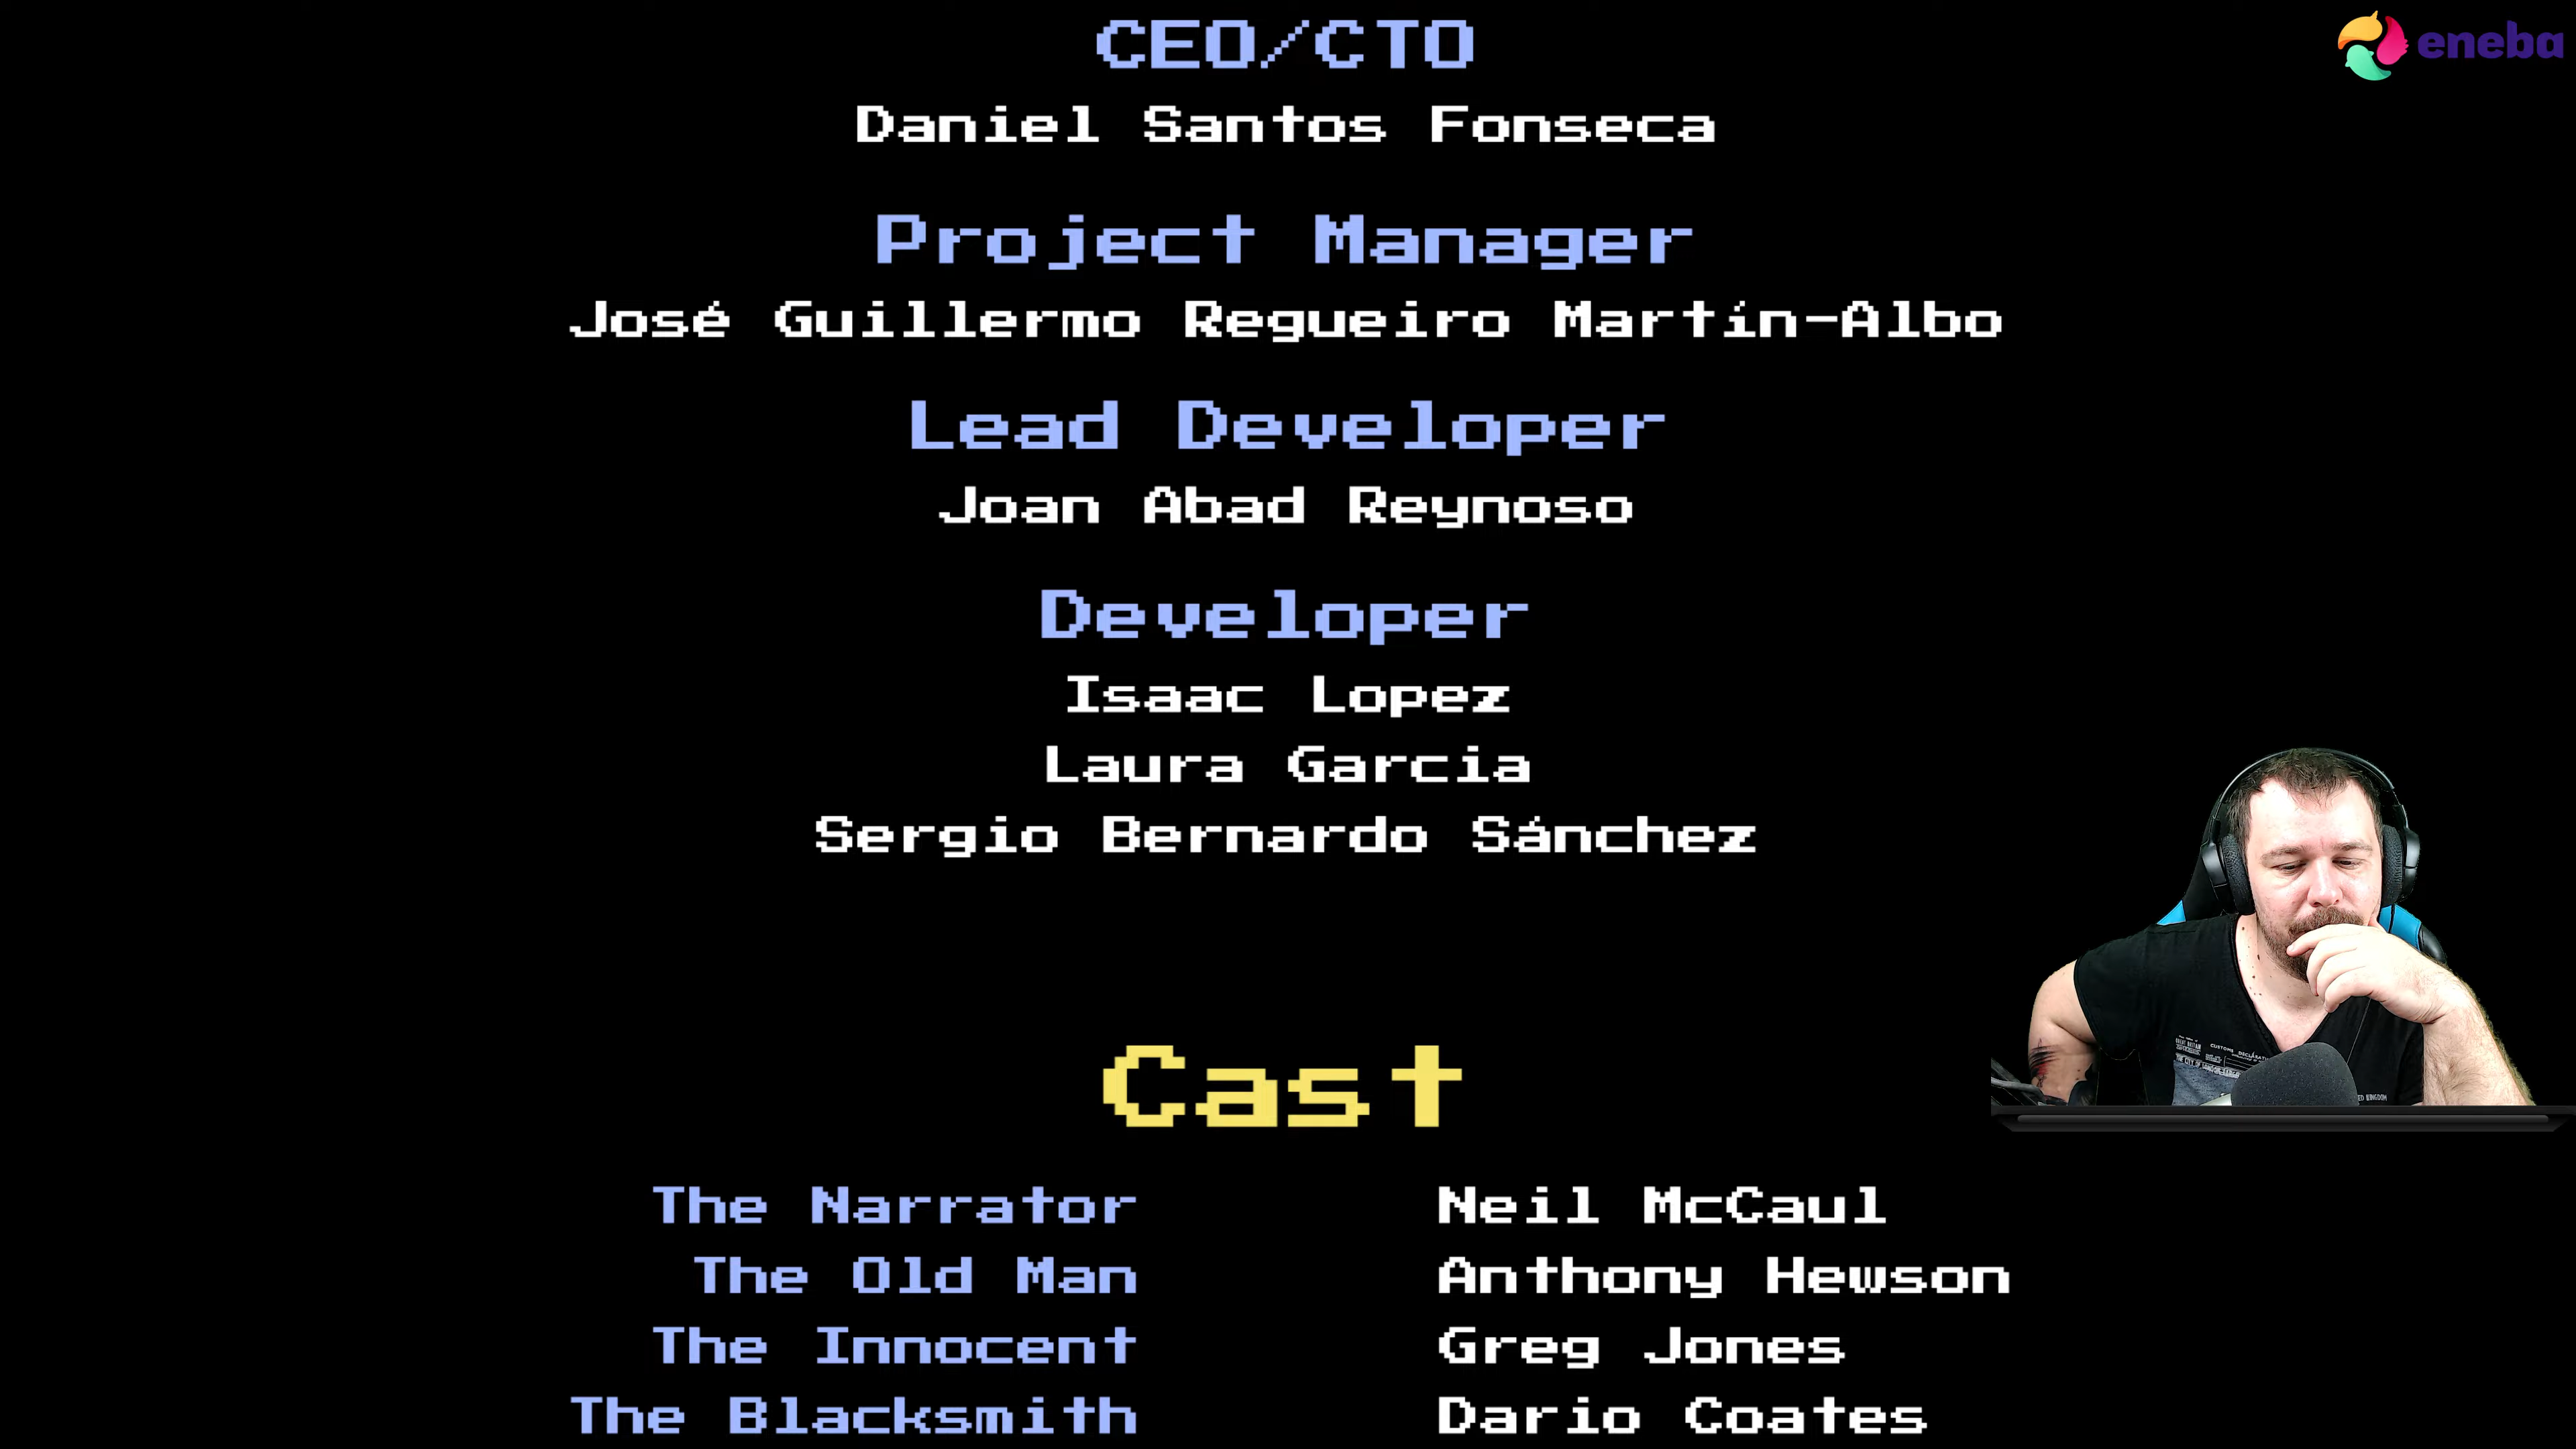 CEO/CTO
eneba
Daniel Santos Fonseca
Project Manager
José Guillermo Regueiro Martín-Albo
Lead Developer
Joan Abad Reynoso
Developer
Isaac Lopez
Laura Garcia
Sergio Bernardo Sánchez
Cast
The Narrator Neil McCaul
The Old Man Anthony Hewson
The Innocent Greg Jones
The Blacksmith Dario Coates